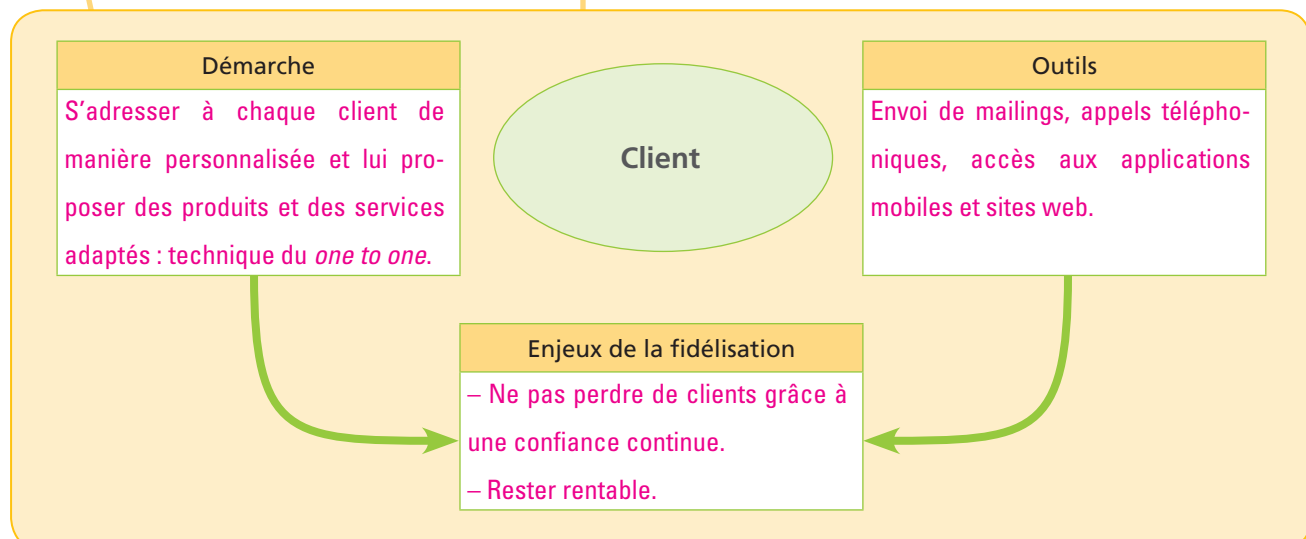 Démarche
S’adresser à chaque client de
manière personnalisée et lui pro-
poser des produits et des services
adaptés : technique du one to one.
Client
Outils
Envoi de mailings, appels télépho-
niques, accès aux applications
mobiles et sites web.
Enjeux de la fidélisation
– Ne pas perdre de clients grâce à
une confiance continue.
– Rester rentable.